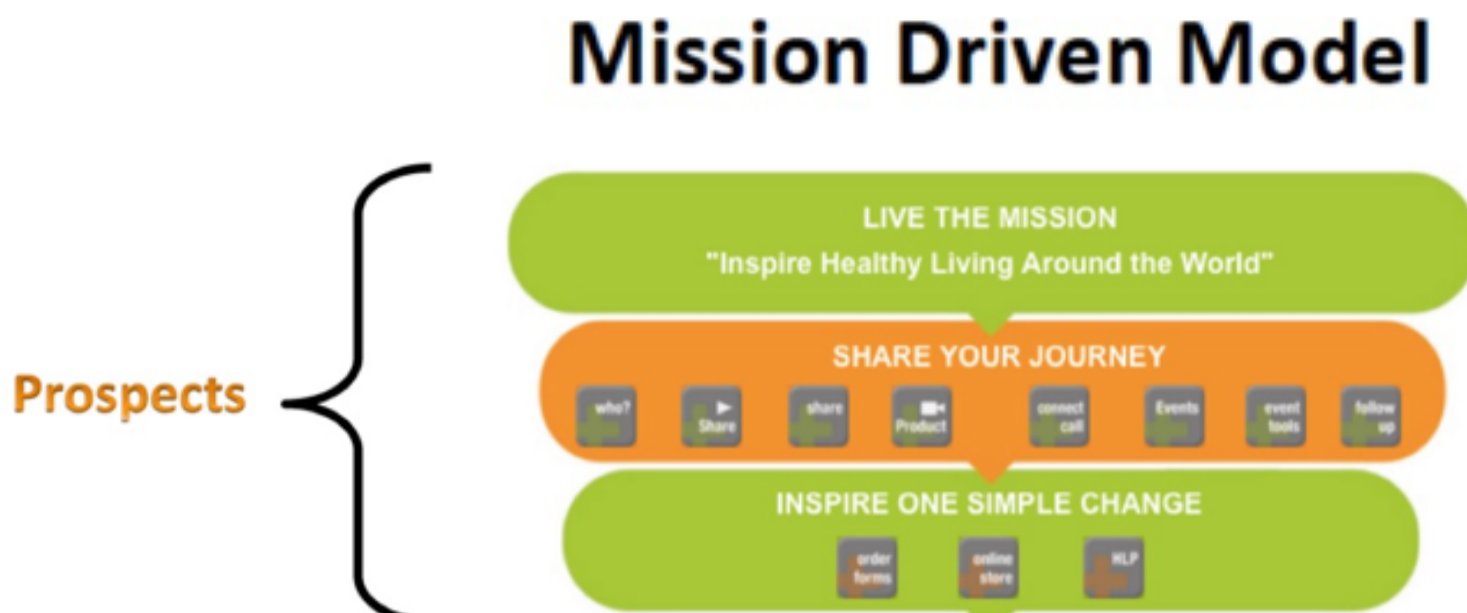 Mission Driven Model
LIVE THE MISSION
"Inspire Healthy Living Around the World"
Prospects
SHARE YOUR JOURNEY
who?
Share
share
Product
connect
call
Events
event
tools
follow
up
INSPIRE ONE SIMPLE CHANGE
order
forms
online
store
HLP